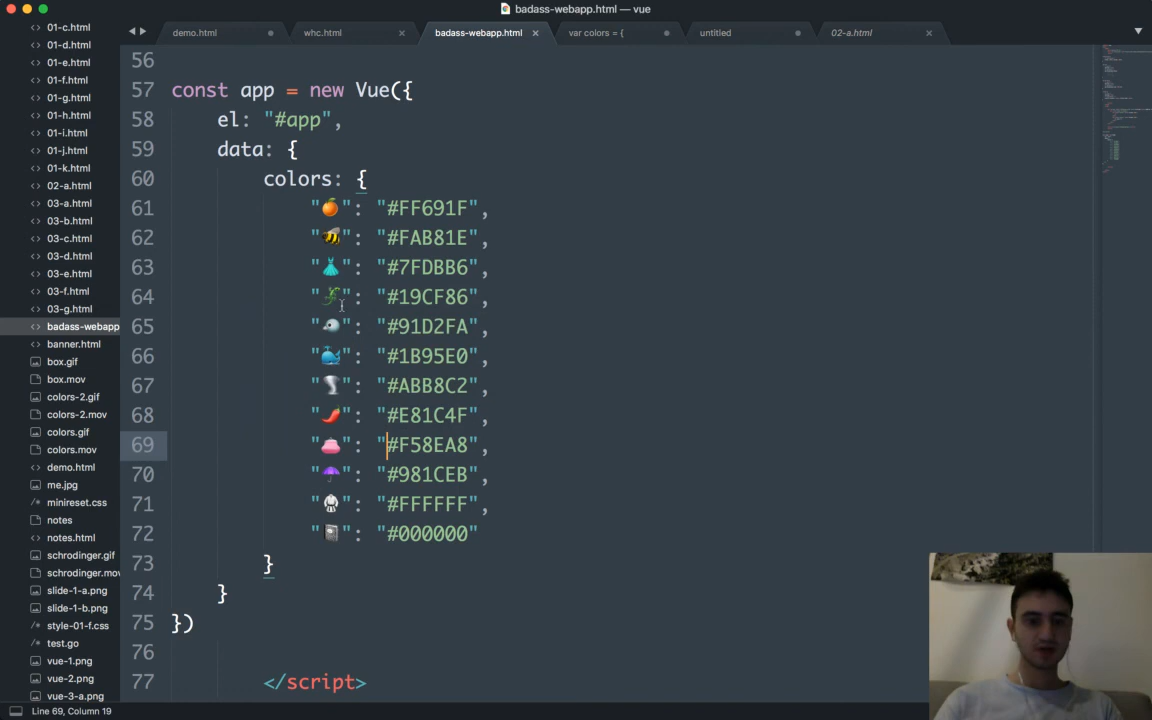 badass-webapp.html — vue
demo.html
whc.html
badass-webapp.html
var colors = {
untitled
02-a.html
01-c.html
01-d.html
01-e.html
01-f.html
01-g.html
01-h.html
01-i.html
01-j.html
01-k.html
02-a.html
03-a.html
03-b.html
03-c.html
03-d.html
03-e.html
03-f.html
03-g.html
badass-webapp
banner.html
box.gif
box.mov
colors-2.gif
colors-2.mov
colors.gif
colors.mov
demo.html
me.jpg
minireset.css
notes
notes.html
schrodinger.gif
schrodinger.mov
slide-1-a.png
slide-1-b.png
style-01-f.css
test.go
vue-1.png
vue-2.png
vue-3-a.png
56
57 const app = new Vue({
58 el: "#app",
59 data: {
60 colors: {
61 "🍊": "#FF691F",
62 "🐝": "#FAB81E",
63 "👗": "#7FDBB6",
64 "🐉": "#19CF86",
65 "🐦": "#91D2FA",
66 "🐳": "#1B95E0",
67 "🌪": "#ABB8C2",
68 "🌶": "#E81C4F",
69 "👛": "#F58EA8",
70 "☂": "#981CEB",
71 "🥋": "#FFFFFF",
72 "📓": "#000000"
73 }
74 }
75 })
76
77 </script>
Line 69, Column 19